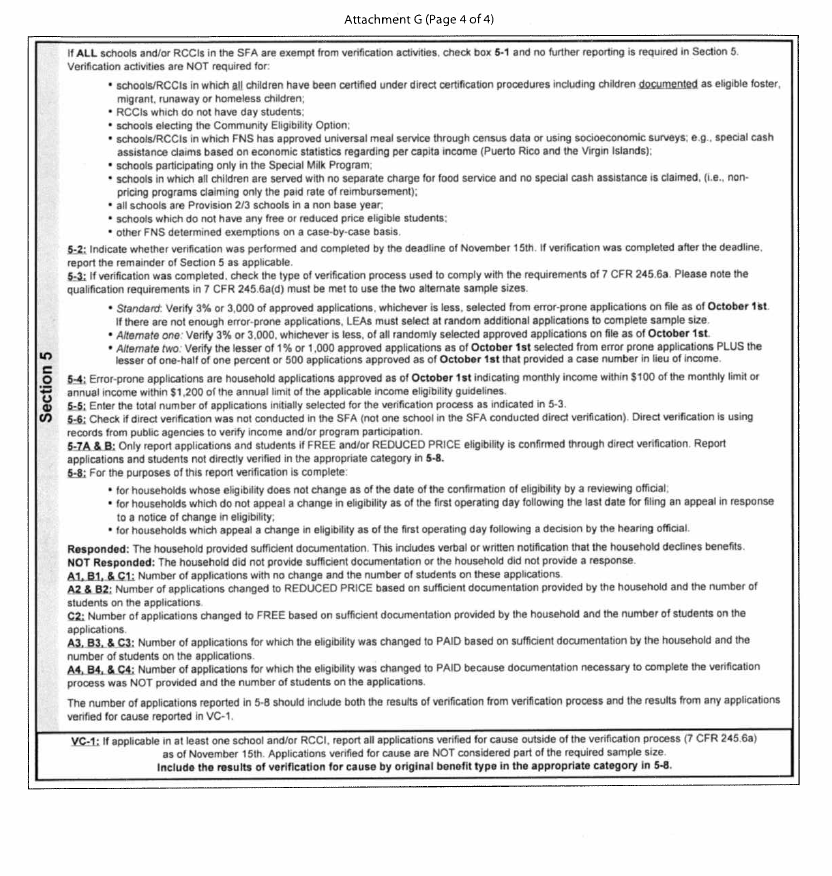 Attachment G (Page 4 of 4)
If ALL schools and/or RCCIs in the SFA are exempt from verification activities, check box 5-1 and no further reporting is required in Section 5.
Verification activities are NOT required for:
• schools/RCCIs in which all children have been certified under direct certification procedures including children documented as eligible foster,
migrant, runaway or homeless children;
• RCCIs which do not have day students;
• schools electing the Community Eligibility Option;
• schools/RCCIs in which FNS has approved universal meal service through census data or using socioeconomic surveys; e.g., special cash
assistance claims based on economic statistics regarding per capita income (Puerto Rico and the Virgin Islands);
• schools participating only in the Special Milk Program;
• schools in which all children are served with no separate charge for food service and no special cash assistance is claimed, (i.e., non-
pricing programs claiming only the paid rate of reimbursement);
• all schools are Provision 2/3 schools in a non base year;
• schools which do not have any free or reduced price eligible students;
• other FNS determined exemptions on a case-by-case basis.
5-2: Indicate whether verification was performed and completed by the deadline of November 15th. If verification was completed after the deadline,
report the remainder of Section 5 as applicable.
5-3: If verification was completed, check the type of verification process used to comply with the requirements of 7 CFR 245.6a. Please note the
qualification requirements in 7 CFR 245.6a(d) must be met to use the two alternate sample sizes.
• Standard: Verify 3% or 3,000 of approved applications, whichever is less, selected from error-prone applications on file as of October 1st.
If there are not enough error-prone applications, LEAs must select at random additional applications to complete sample size.
• Alternate one: Verify 3% or 3,000, whichever is less, of all randomly selected approved applications on file as of October 1st.
• Alternate two: Verify the lesser of 1% or 1,000 approved applications as of October 1st selected from error prone applications PLUS the
lesser of one-half of one percent or 500 applications approved as of October 1st that provided a case number in lieu of income.
Section 5
5-4: Error-prone applications are household applications approved as of October 1st indicating monthly income within $100 of the monthly limit or
annual income within $1,200 of the annual limit of the applicable income eligibility guidelines.
5-5: Enter the total number of applications initially selected for the verification process as indicated in 5-3.
5-6: Check if direct verification was not conducted in the SFA (not one school in the SFA conducted direct verification). Direct verification is using
records from public agencies to verify income and/or program participation.
5-7A & B: Only report applications and students if FREE and/or REDUCED PRICE eligibility is confirmed through direct verification. Report
applications and students not directly verified in the appropriate category in 5-8.
5-8: For the purposes of this report verification is complete:
• for households whose eligibility does not change as of the date of the confirmation of eligibility by a reviewing official;
• for households which do not appeal a change in eligibility as of the first operating day following the last date for filing an appeal in response
to a notice of change in eligibility;
• for households which appeal a change in eligibility as of the first operating day following a decision by the hearing official.
Responded: The household provided sufficient documentation. This includes verbal or written notification that the household declines benefits.
NOT Responded: The household did not provide sufficient documentation or the household did not provide a response.
A1, B1, & C1: Number of applications with no change and the number of students on these applications.
A2 & B2: Number of applications changed to REDUCED PRICE based on sufficient documentation provided by the household and the number of
students on the applications.
C2: Number of applications changed to FREE based on sufficient documentation provided by the household and the number of students on the
applications.
A3, B3, & C3: Number of applications for which the eligibility was changed to PAID based on sufficient documentation by the household and the
number of students on the applications.
A4, B4, & C4: Number of applications for which the eligibility was changed to PAID because documentation necessary to complete the verification
process was NOT provided and the number of students on the applications.
The number of applications reported in 5-8 should include both the results of verification from verification process and the results from any applications
verified for cause reported in VC-1.
VC-1: If applicable in at least one school and/or RCCI, report all applications verified for cause outside of the verification process (7 CFR 245.6a)
as of November 15th. Applications verified for cause are NOT considered part of the required sample size.
Include the results of verification for cause by original benefit type in the appropriate category in 5-8.